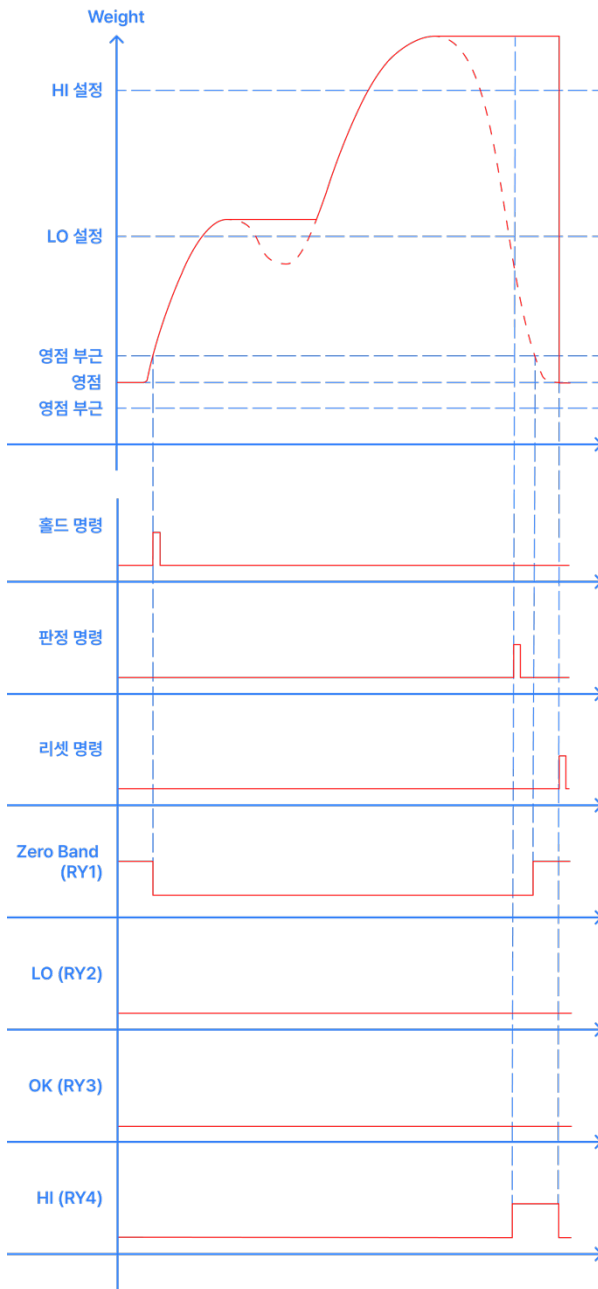 Weight
HI 설정
LO 설정
영점 부근
영점
영점 부근
홀드 명령
판정 명령
리셋 명령
Zero Band
(RY1)
LO (RY2)
OK (RY3)
HI (RY4)